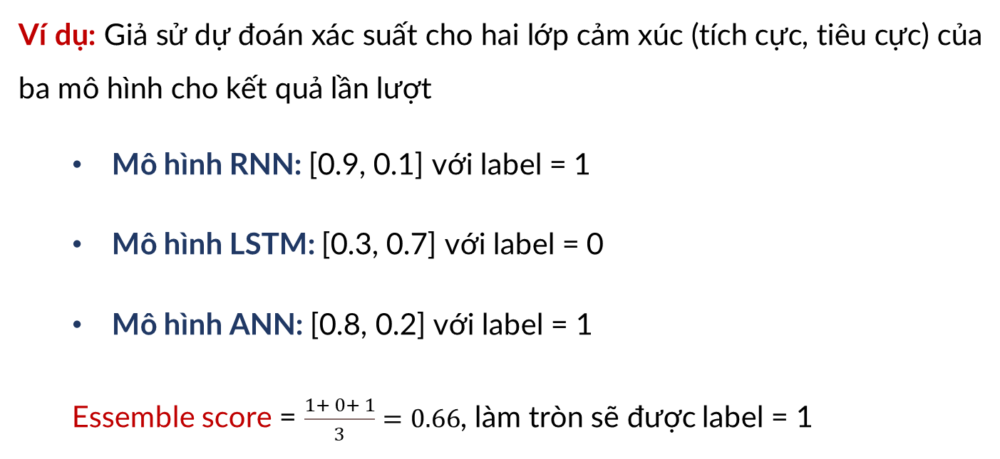 Ví dụ: Giả sử dự đoán xác suất cho hai lớp cảm xúc (tích cực, tiêu cực) của
ba mô hình cho kết quả lần lượt
• Mô hình RNN: [0.9, 0.1] với label = 1
• Mô hình LSTM: [0.3, 0.7] với label = 0
• Mô hình ANN: [0.8, 0.2] với label = 1
Essemble score = \frac{1+ 0+ 1}{3} = 0.66, làm tròn sẽ được label = 1